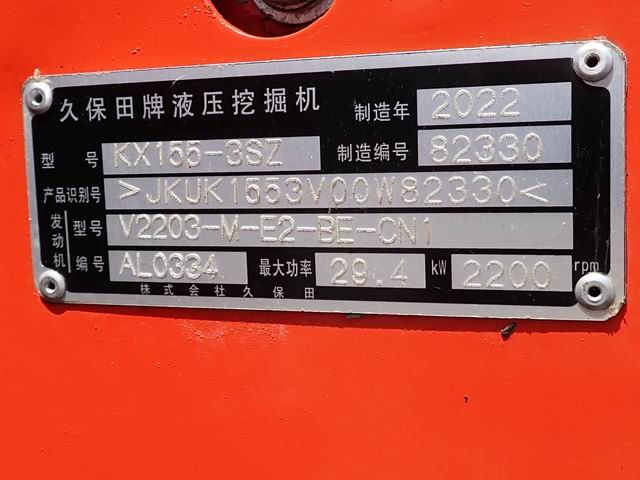 久保田牌液压挖掘机 制造年 2022
型号 KX155-3SZ 制造编号 82330
产品识别号 >JKUK1553V00W82330<
发动机 型号 V2203-M-E2-BE-CN1
编号 AL0334 最大功率 29.4 kW 2200 rpm
株式会社久保田